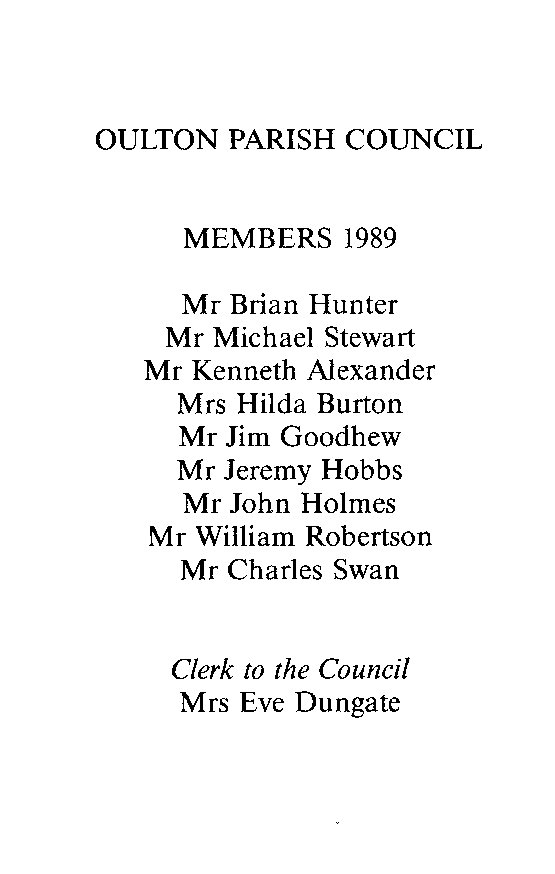 OULTON PARISH COUNCIL
MEMBERS 1989
Mr Brian Hunter
Mr Michael Stewart
Mr Kenneth Alexander
Mrs Hilda Burton
Mr Jim Goodhew
Mr Jeremy Hobbs
Mr John Holmes
Mr William Robertson
Mr Charles Swan
Clerk to the Council
Mrs Eve Dungate